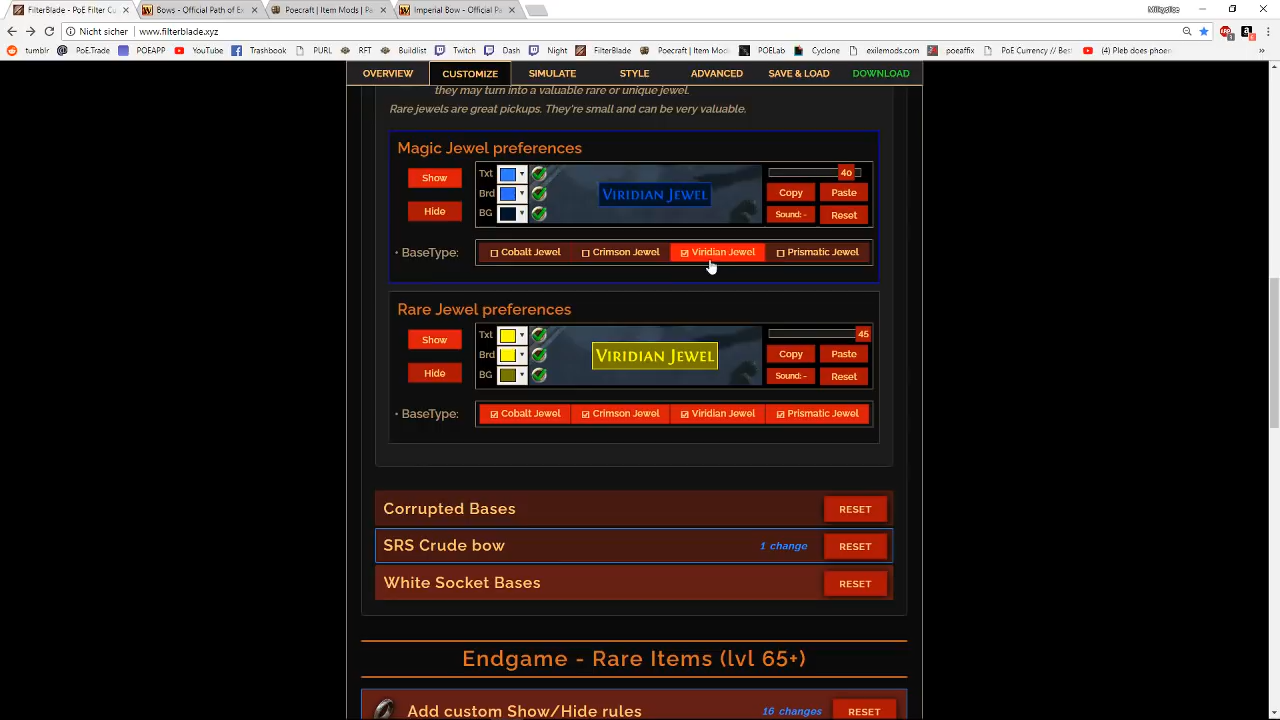 FilterBlade - PoE Filter Cu
Bows - Official Path of Ex
Poecraft | Item Mods | Pa
Imperial Bow - Official Pa
Milkydice
Nicht sicher | www.filterblade.xyz
tumblr
PoE.Trade
POEAPP
YouTube
Trashbook
PURL
RFT
Buildlist
Twitch
Dash
Night
FilterBlade
Poecraft | Item Mods
POELab
Cyclone
exilemods.com
poeaffix
PoE Currency // Best
(5) Pleb djes phoeni
OVERVIEW
CUSTOMIZE
SIMULATE
STYLE
ADVANCED
SAVE & LOAD
DOWNLOAD
they may turn into a valuable rare or unique jewel.
Rare jewels are great pickups. They're small and can be very valuable.
Magic Jewel preferences
Show
Txt
Viridian Jewel
40
Brd
Copy
Paste
Hide
BG
Sound: -
Reset
• BaseType:
Cobalt Jewel
Crimson Jewel
Viridian Jewel
Prismatic Jewel
Rare Jewel preferences
Show
Txt
Viridian Jewel
45
Brd
Copy
Paste
Hide
BG
Sound: -
Reset
• BaseType:
Cobalt Jewel
Crimson Jewel
Viridian Jewel
Prismatic Jewel
Corrupted Bases
RESET
SRS Crude bow
1 change
RESET
White Socket Bases
RESET
Endgame - Rare Items (lvl 65+)
Add custom Show/Hide rules
16 changes
RESET